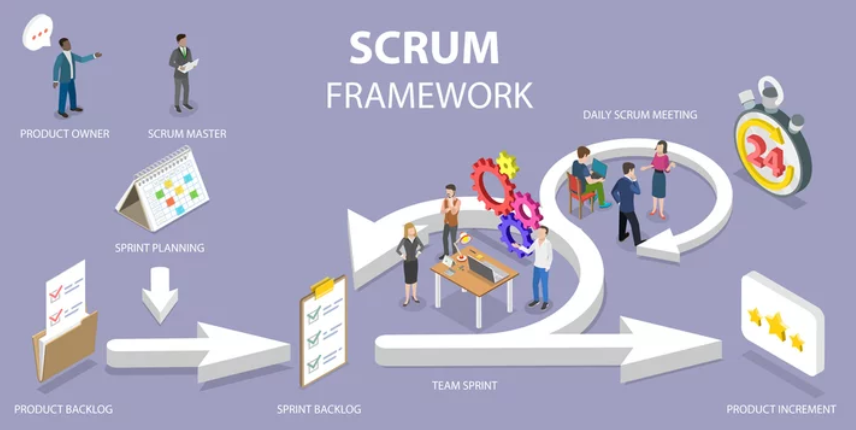 SCRUM
FRAMEWORK
PRODUCT OWNER
SCRUM MASTER
DAILY SCRUM MEETING
24
SPRINT PLANNING
TEAM SPRINT
PRODUCT BACKLOG
SPRINT BACKLOG
PRODUCT INCREMENT